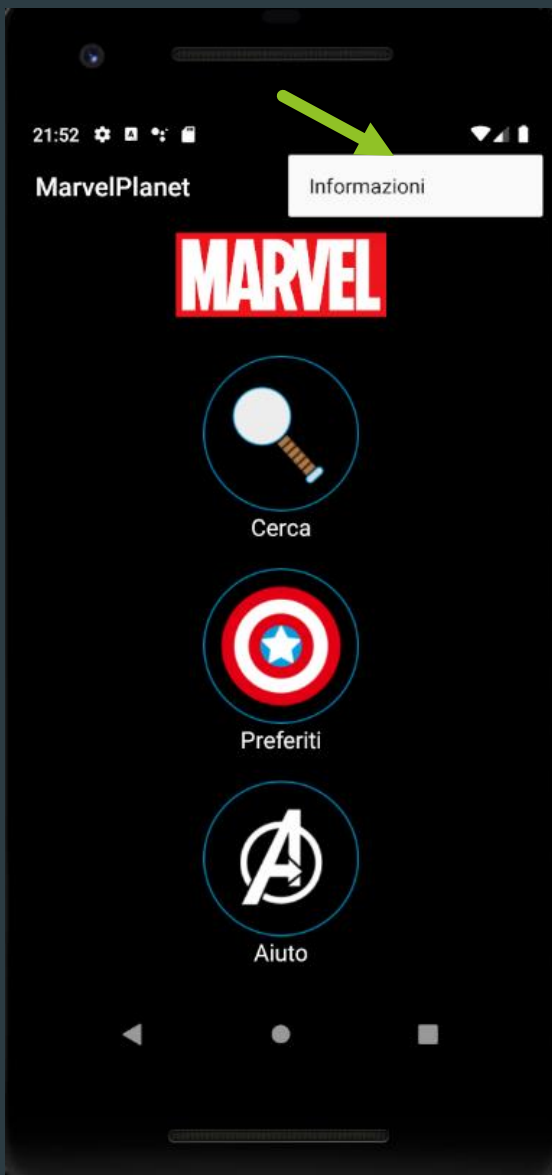 21:52
MarvelPlanet
Informazioni
MARVEL
Cerca
Preferiti
Aiuto